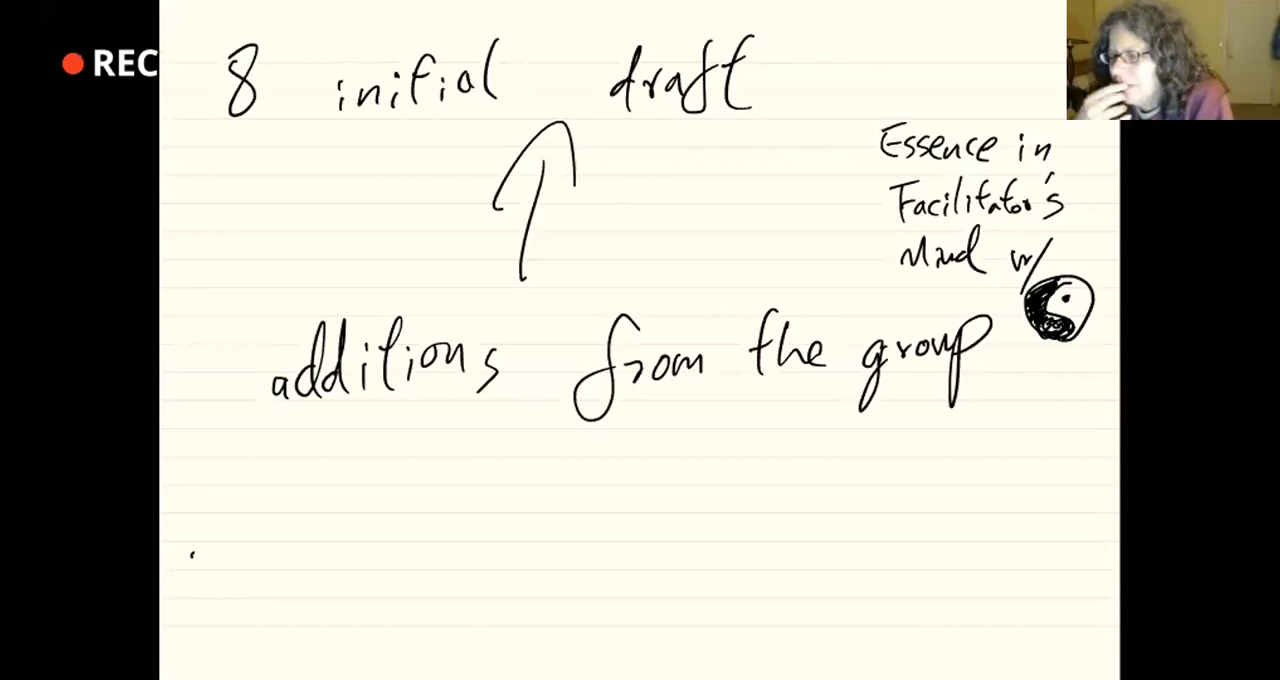 REC
8 initial draft
Essence in
Facilitator's
Mind w/
additions from the group